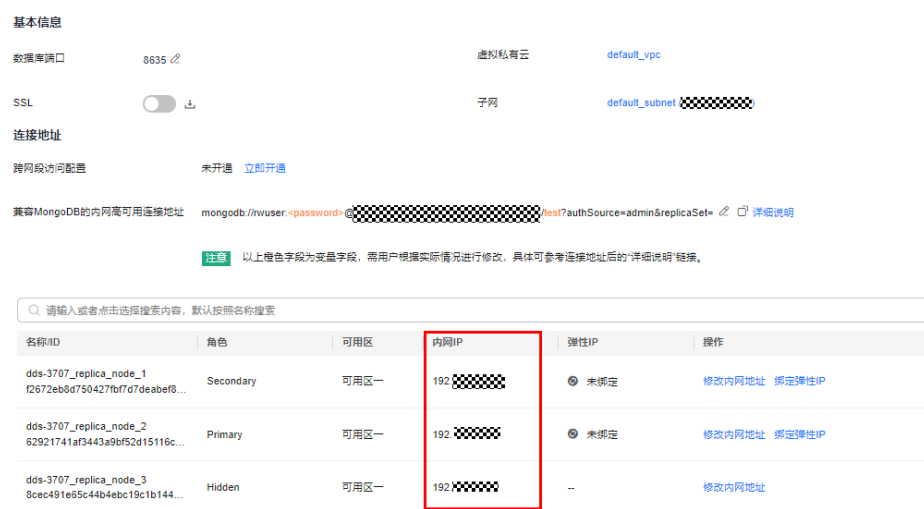 基本信息
数据库端口 8635 虚拟私有云 default_vpc
SSL 子网 default_subnet (
连接地址
跨网段访问配置 未开通 立即开通
兼容MongoDB的内网高可用连接地址 mongodb://rwuser:<password>@ /test?authSource=admin&replicaSet= 详细说明
注意 以上橙色字段为变量字段，需用户根据实际情况进行修改，具体可参考连接地址后的“详细说明”链接。
请输入或者点击选择搜索内容，默认按照名称搜索
名称/ID 角色 可用区 内网IP 弹性IP 操作
dds-3707_replica_node_1
f2672eb8d750427fbf7d7deabef8... Secondary 可用区一 192. 未绑定 修改内网地址 绑定弹性IP
dds-3707_replica_node_2
62921741af3443a9bf52d15116c... Primary 可用区一 192. 未绑定 修改内网地址 绑定弹性IP
dds-3707_replica_node_3
8cec491e65c44b4ebc19c1b144... Hidden 可用区一 192. -- 修改内网地址